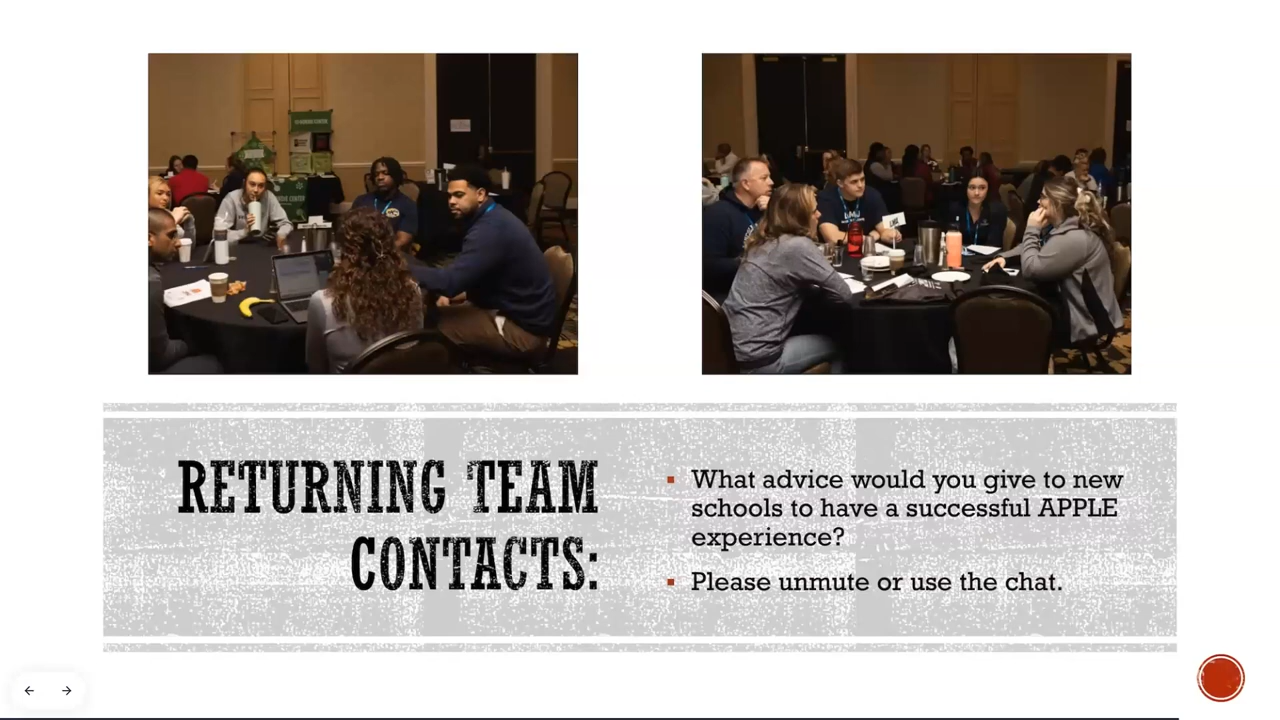 RETURNING TEAM
CONTACTS:
▪ What advice would you give to new
schools to have a successful APPLE
experience?
▪ Please unmute or use the chat.